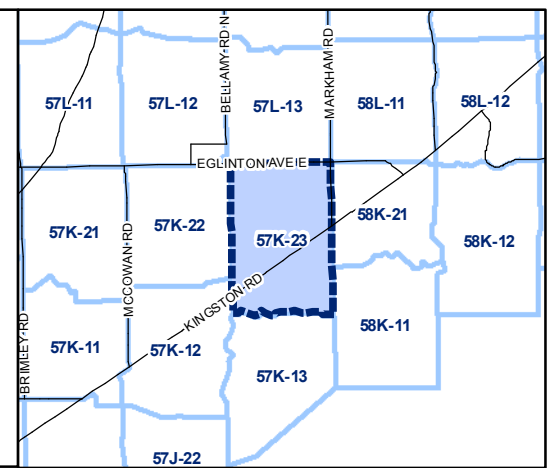 BELLAMY RD N
MARKHAM RD
57L-11
57L-12
57L-13
58L-11
58L-12
EGLINTON AVE E
57K-21
57K-22
57K-23
58K-21
58K-12
MCCOWAN RD
KINGSTON RD
BRIMLEY RD
57K-11
57K-12
57K-13
58K-11
57J-22